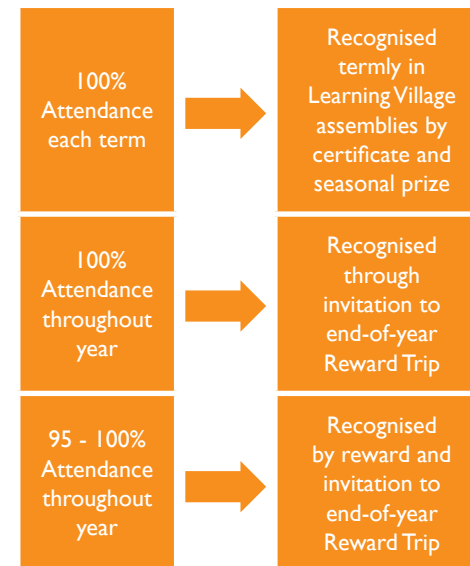 100%
Attendance
each term
Recognised
termly in
Learning Village
assemblies by
certificate and
seasonal prize
100%
Attendance
throughout
year
Recognised
through
invitation to
end-of-year
Reward Trip
95 - 100%
Attendance
throughout
year
Recognised
by reward and
invitation to
end-of-year
Reward Trip